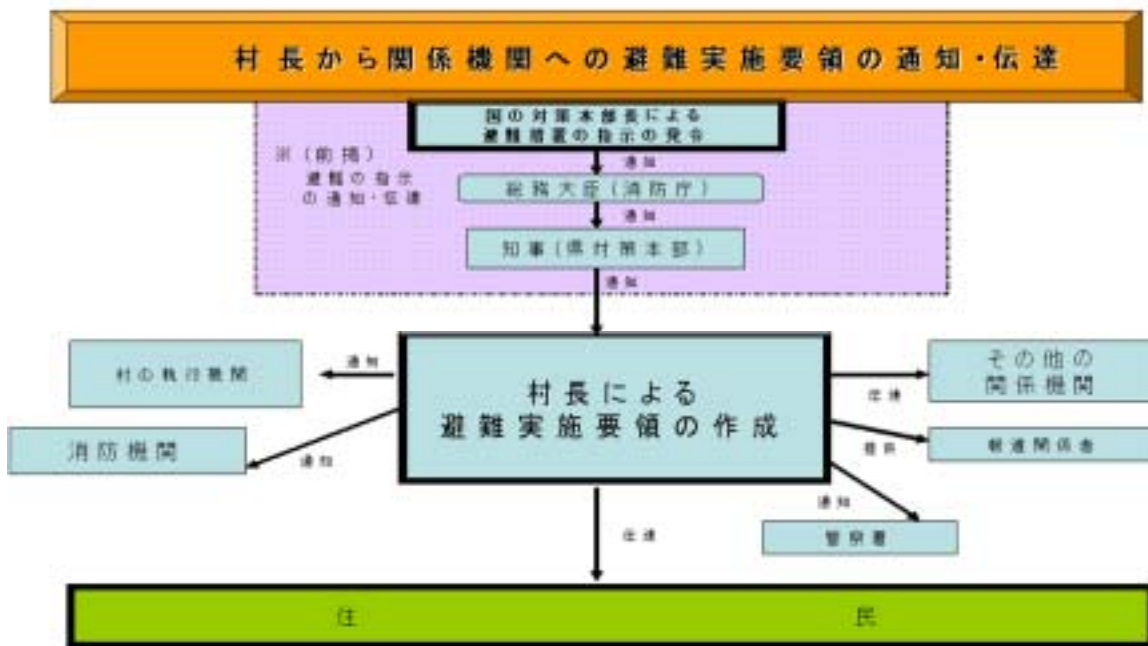 村長から関係機関への避難実施要領の通知・伝達
国の対策本部長による
避難措置の指示の発令
※(前掲)
避難の指示
の通知・伝達
通知
総務大臣(消防庁)
通知
知事(県対策本部)
通知
村の執行機関
通知
消防機関
通知
村長による
避難実施要領の作成
その他の
関係機関
伝達
報道関係者
提供
通知
警察署
伝達
住民